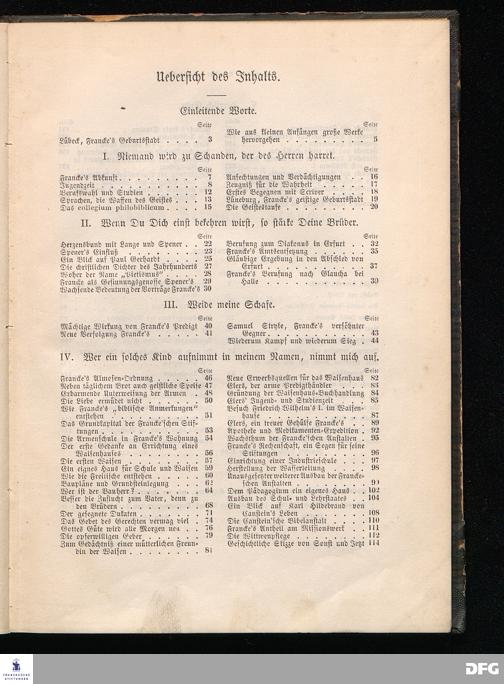 Uebersicht des Inhalts.
Einleitende Worte.
Seite
Lübeck, Francke's Geburtsstadt . . . . . 3
Seite
Wie aus kleinen Anfängen große Werke
hervorgehen . . . . . . . . 5
I. Niemand wird zu Schanden, der des Herren harret.
Seite
Francke's Abkunft . . . . . . . . . 7
Jugendzeit . . . . . . . . . . . 8
Berufswahl und Studien . . . . . . 12
Sprachen, die Waffen des Geistes . . . 13
Das collegium philobiblicum . . . . 15
Seite
Anfechtungen und Verdächtigungen . . 16
Zeugniß für die Wahrheit . . . . . 17
Erstes Begegnen mit Scriver . . . . 18
Lüneburg, Francke's geistige Geburtsstadt 19
Die Geistestaufe . . . . . . . . 20
II. Wenn Du Dich einst bekehren wirst, so stärke Deine Brüder.
Seite
Herzensbund mit Lange und Spener . . 22
Spener's Einfluß . . . . . . . . 23
Ein Blick auf Paul Gerhardt . . . . 25
Die christlichen Dichter des Jahrhunderts 27
Woher der Name „Pietismus“ . . . . 28
Francke als Gesinnungsgenosse Spener's 29
Wachsende Bedeutung der Vorträge Francke's 30
Seite
Berufung zum Diakonus in Erfurt . . 32
Francke's Amtsentsetzung . . . . . 35
Gläubige Ergebung in den Abschied von
Erfurt . . . . . . . . . . . 37
Francke's Berufung nach Glaucha bei
Halle . . . . . . . . . . . 39
III. Weide meine Schafe.
Seite
Mächtige Wirkung von Francke's Predigt 40
Neue Verfolgung Francke's . . . . . 41
Seite
Samuel Stryke, Francke's versöhnter
Gegner . . . . . . . . . . . 43
Wiederum Kampf und wiederum Sieg . 44
IV. Wer ein solches Kind aufnimmt in meinem Namen, nimmt mich auf.
Seite
Francke's Almosen-Ordnung . . . . . 46
Neben täglichem Brot auch geistliche Speise 47
Erbarmende Unterweisung der Armen . . 48
Die Liebe ermüdet nicht . . . . . . 50
Wie Francke's „biblische Anmerkungen“
entstehen . . . . . . . . . . 51
Das Grundkapital der Francke'schen Stif-
tungen . . . . . . . . . . . 53
Die Armenschule in Francke's Wohnung 54
Der erste Gedanke an Errichtung eines
Waisenhauses . . . . . . . . 56
Die ersten Waisen . . . . . . . . 57
Ein eignes Haus für Schule und Waisen 59
Wie die Freitische entstehen . . . . 60
Baupläne und Grundsteinlegung . . . 62
Wer ist der Bauherr? . . . . . . . 64
Besser die Zuflucht zum Vater, denn zu
den Brüdern . . . . . . . . . 68
Der gesegnete Dukaten . . . . . . 71
Das Gebet des Gerechten vermag viel . 74
Gottes Güte wird alle Morgen neu . . 76
Die opferwilligen Geber . . . . . . 79
Zum Gedächtniß einer mütterlichen Freun-
din der Waisen . . . . . . . . 81
Seite
Neue Erwerbsquellen für das Waisenhaus 82
Elers, der arme Predigthändler . . . 83
Gründung der Waisenhaus-Buchhandlung 84
Elers' Jugend- und Studienzeit . . . 85
Besuch Friedrich Wilhelm's I. im Waisen-
hause . . . . . . . . . . . 87
Elers, ein treuer Gehülfe Francke's . . 89
Apotheke und Medikamenten-Expedition . 92
Wachsthum der Francke'schen Anstalten . 95
Francke's Rechenschaft, ein Segen für seine
Stiftungen . . . . . . . . . . 96
Einrichtung einer Industrieschule . . . 97
Herstellung der Wasserleitung . . . . 98
Unausgesetzter weiterer Ausbau der Francke-
schen Anstalten . . . . . . . . 99
Dem Pädagogium ein eigenes Haus . . 102
Ausbau des Schul- und Lehrstaates . . 104
Ein Blick auf Karl Hildebrand von
Canstein's Leben . . . . . . . 108
Die Canstein'sche Bibelanstalt . . . . 110
Francke's Antheil am Missionswerk . . 111
Die Wittwenpflege . . . . . . . . 112
Geschichtliche Skizze von Sonst und Jetzt 114
FRANCKESCHE STIFTUNGEN
DFG